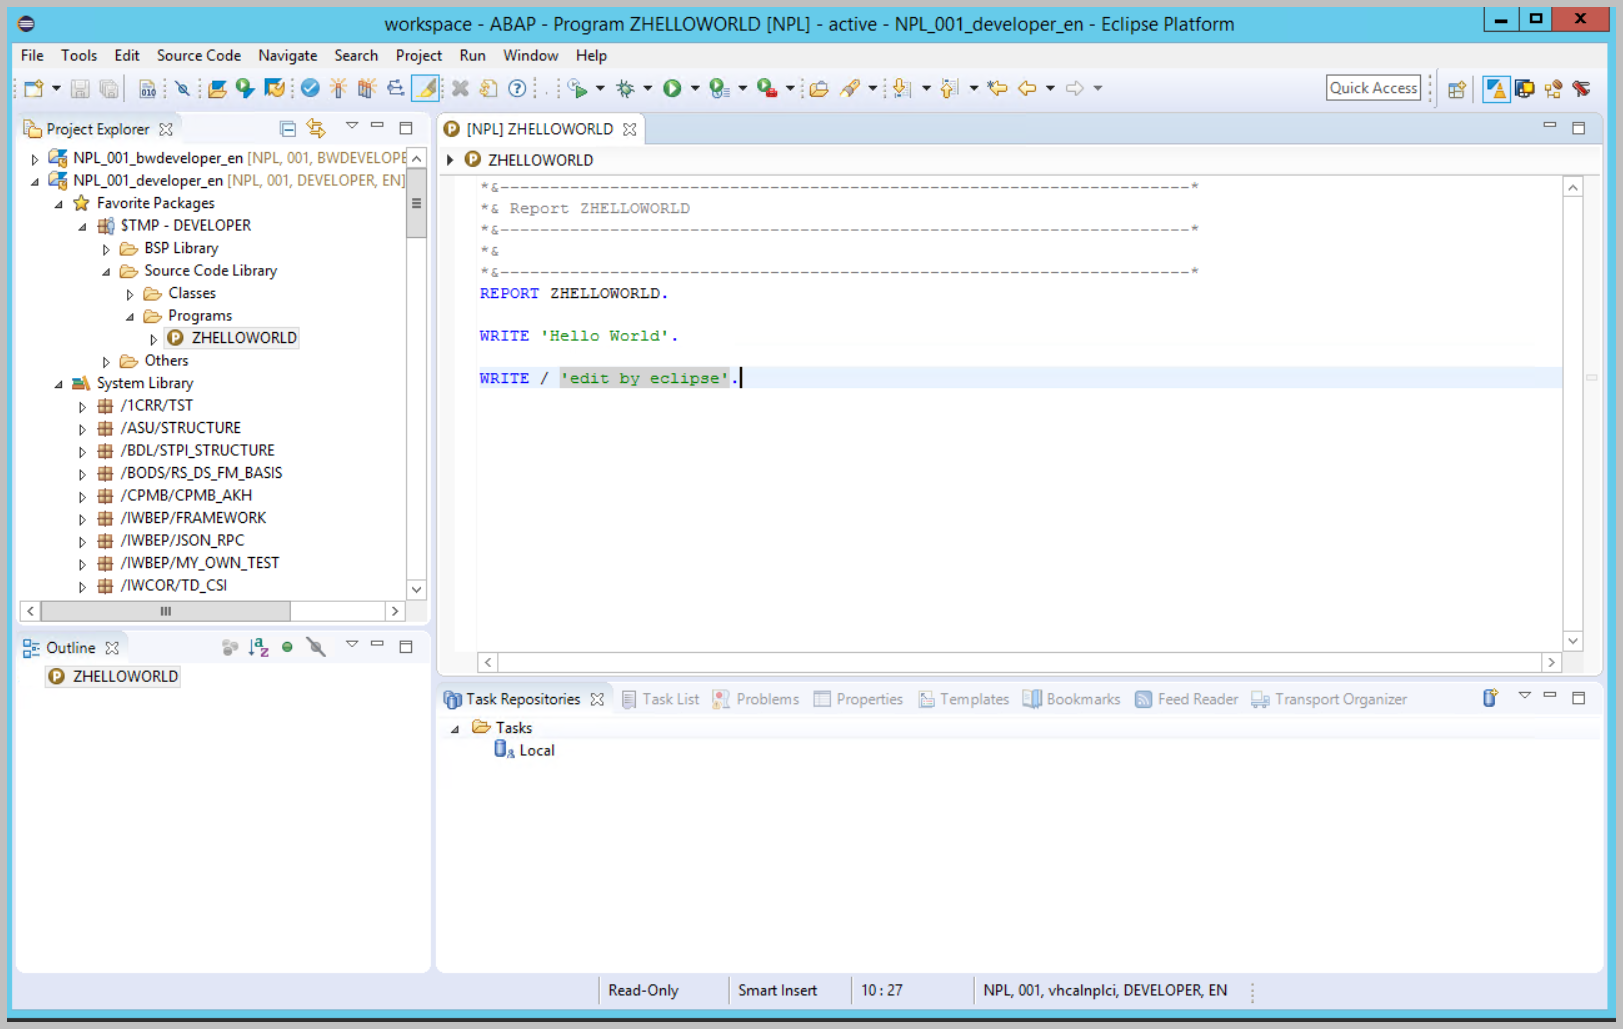 workspace - ABAP - Program ZHELLOWORLD [NPL] - active - NPL_001_developer_en - Eclipse Platform
File Tools Edit Source Code Navigate Search Project Run Window Help
010 Quick Access
Project Explorer
NPL_001_bwdeveloper_en [NPL, 001, BWDEVELOPE
NPL_001_developer_en [NPL, 001, DEVELOPER, EN]
Favorite Packages
$TMP - DEVELOPER
BSP Library
Source Code Library
Classes
Programs
ZHELLOWORLD
Others
System Library
/1CRR/TST
/ASU/STRUCTURE
/BDL/STPI_STRUCTURE
/BODS/RS_DS_FM_BASIS
/CPMB/CPMB_AKH
/IWBEP/FRAMEWORK
/IWBEP/JSON_RPC
/IWBEP/MY_OWN_TEST
/IWCOR/TD_CSI
Outline
ZHELLOWORLD
[NPL] ZHELLOWORLD
ZHELLOWORLD
*&---------------------------------------------------------------------*
*& Report ZHELLOWORLD
*&---------------------------------------------------------------------*
*&
*&---------------------------------------------------------------------*
REPORT ZHELLOWORLD.
WRITE 'Hello World'.
WRITE / 'edit by eclipse'.
Task Repositories Task List Problems Properties Templates Bookmarks Feed Reader Transport Organizer
Tasks
Local
Read-Only Smart Insert 10 : 27 NPL, 001, vhcalnplci, DEVELOPER, EN